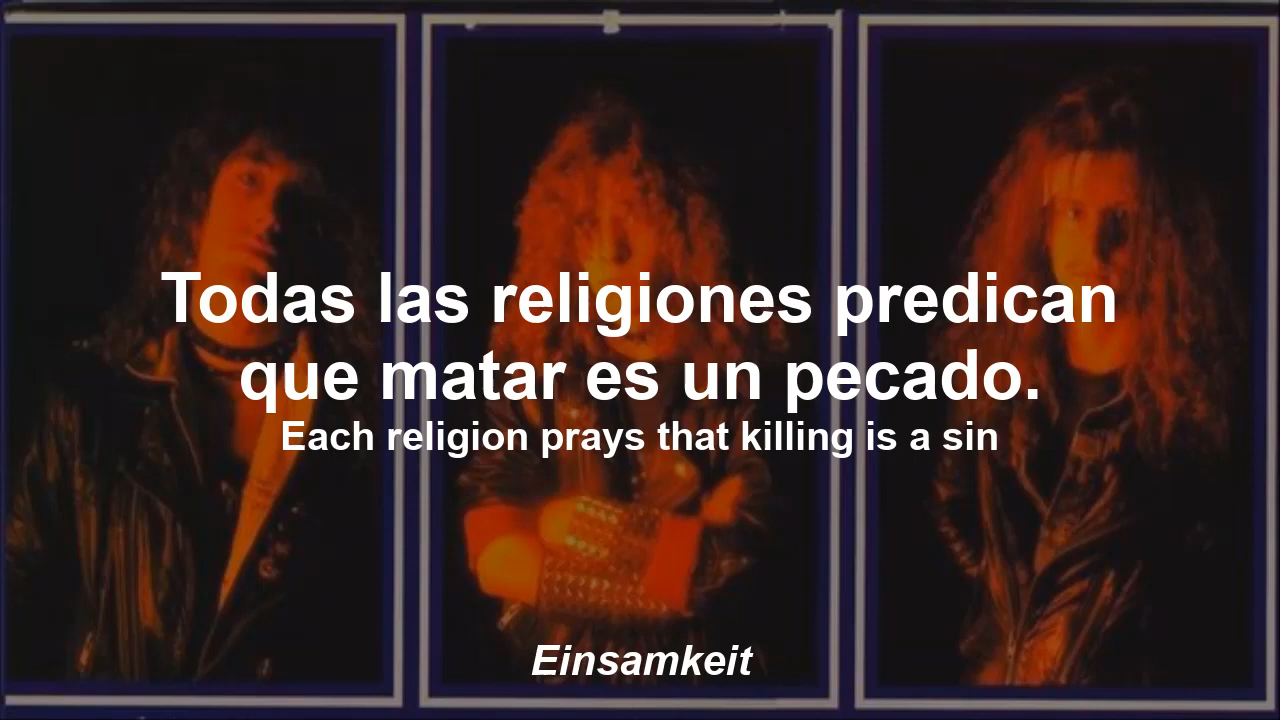 Todas las religiones predican
que matar es un pecado.
Each religion prays that killing is a sin
Einsamkeit